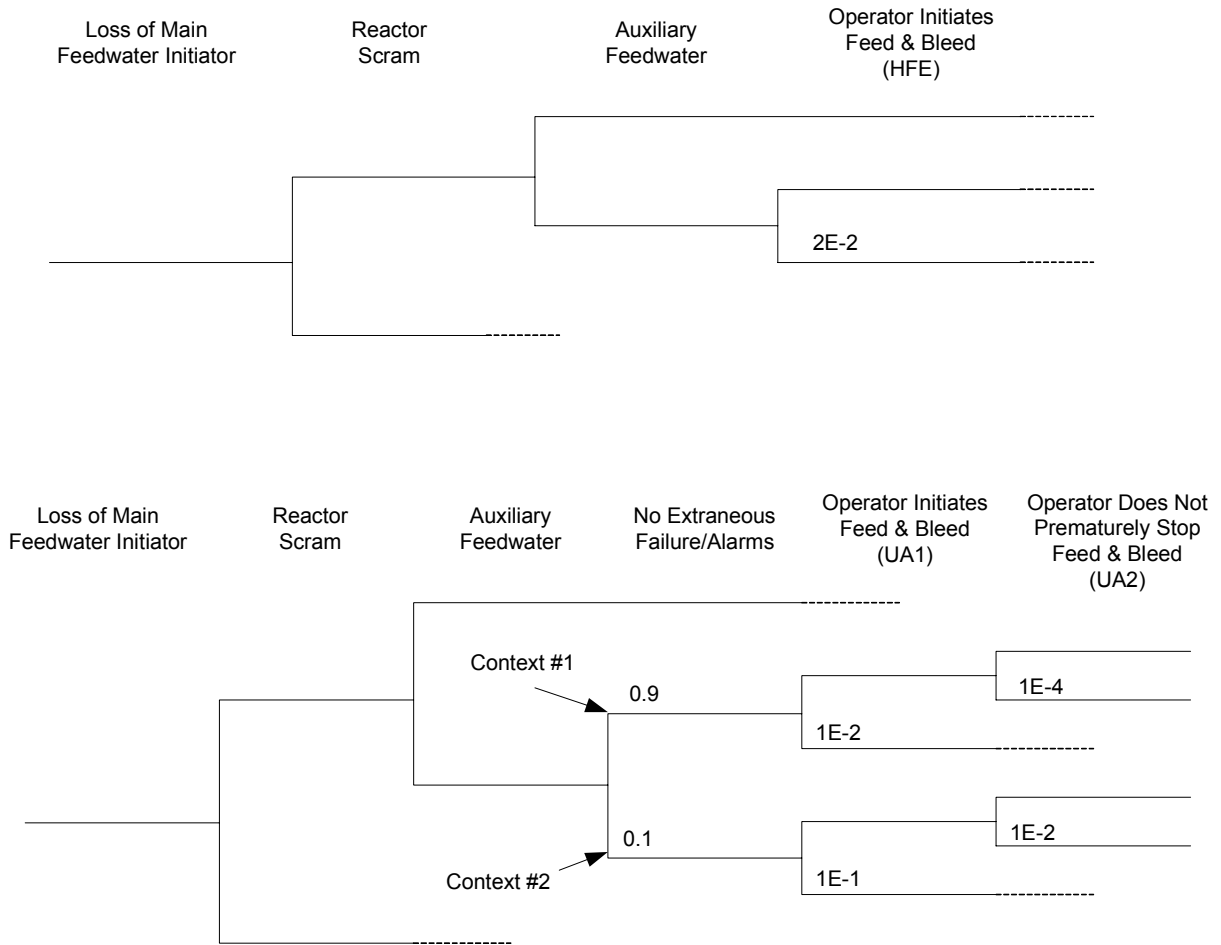 Loss of Main
Feedwater Initiator
Reactor
Scram
Auxiliary
Feedwater
Operator Initiates
Feed & Bleed
(HFE)
2E-2
Loss of Main
Feedwater Initiator
Reactor
Scram
Auxiliary
Feedwater
No Extraneous
Failure/Alarms
Operator Initiates
Feed & Bleed
(UA1)
Operator Does Not
Prematurely Stop
Feed & Bleed
(UA2)
Context #1
0.9
1E-4
1E-2
0.1
1E-2
Context #2
1E-1